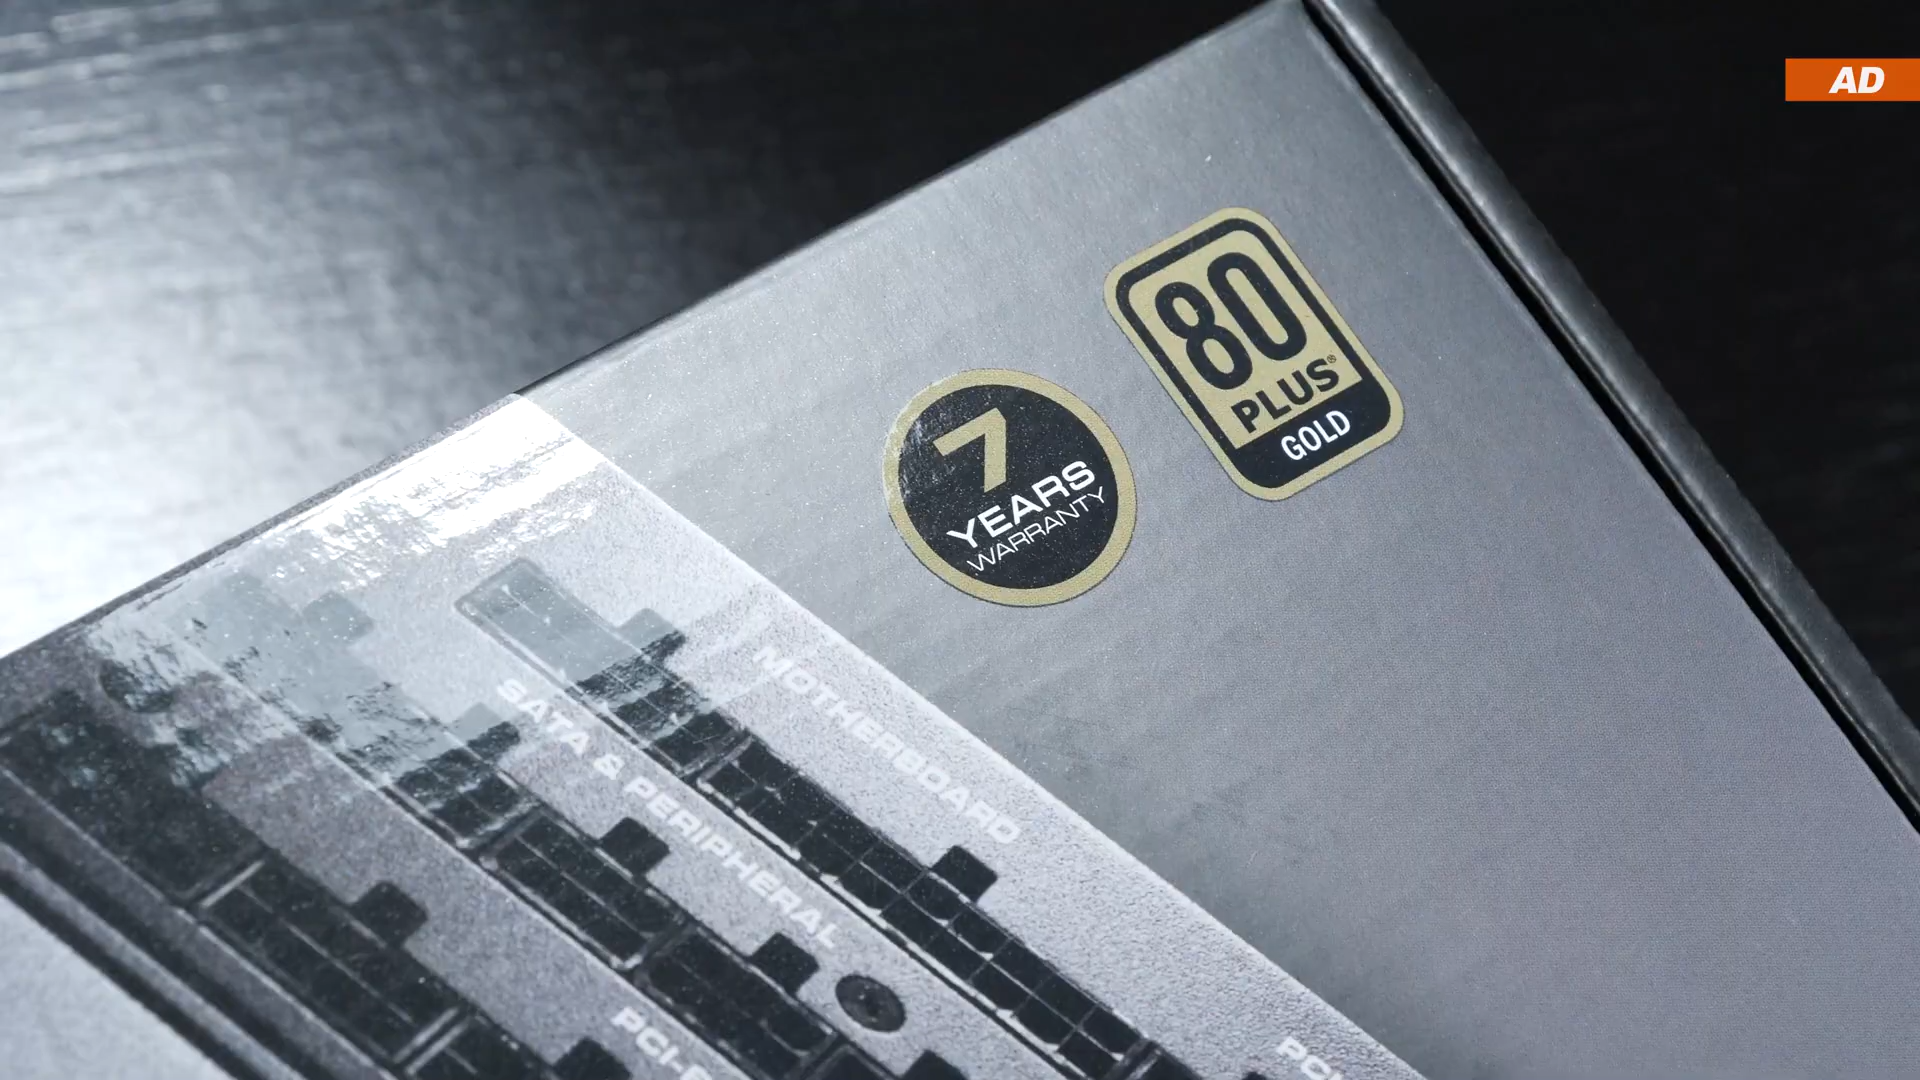 AD
80
PLUS®
GOLD
7
YEARS
WARRANTY
MOTHERBOARD
SATA & PERIPHERAL